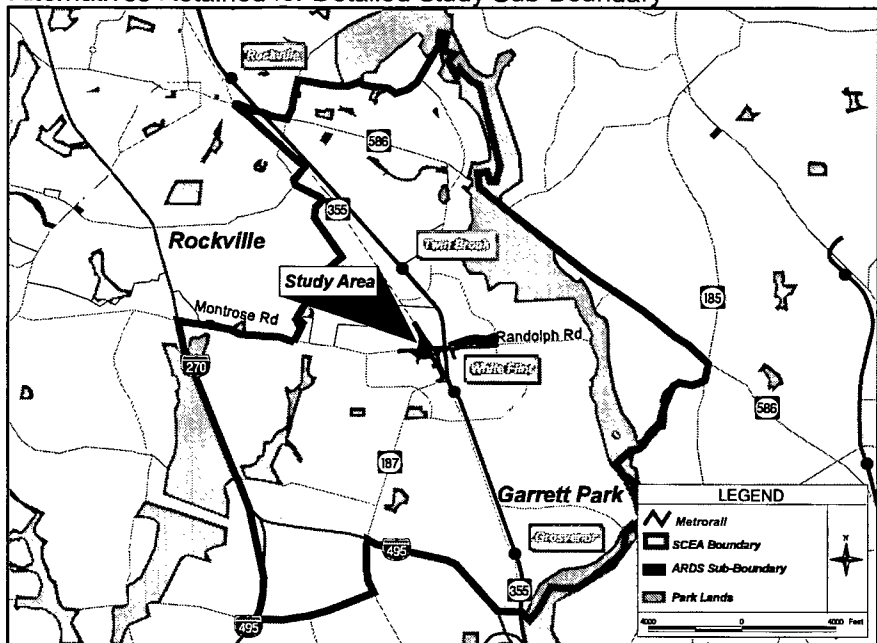 Alternatives Retained for Detailed Study Sub-Boundary
Rockville
586
355
Rockville
Twin Brook
Study Area
185
Montrose Rd
Randolph Rd
270
White Flint
586
187
Garrett Park
LEGEND
Metrorail
SCEA Boundary
ARDS Sub-Boundary
Park Lands
N
4000 0 4000 Feet
Grosvenor
495
355
495